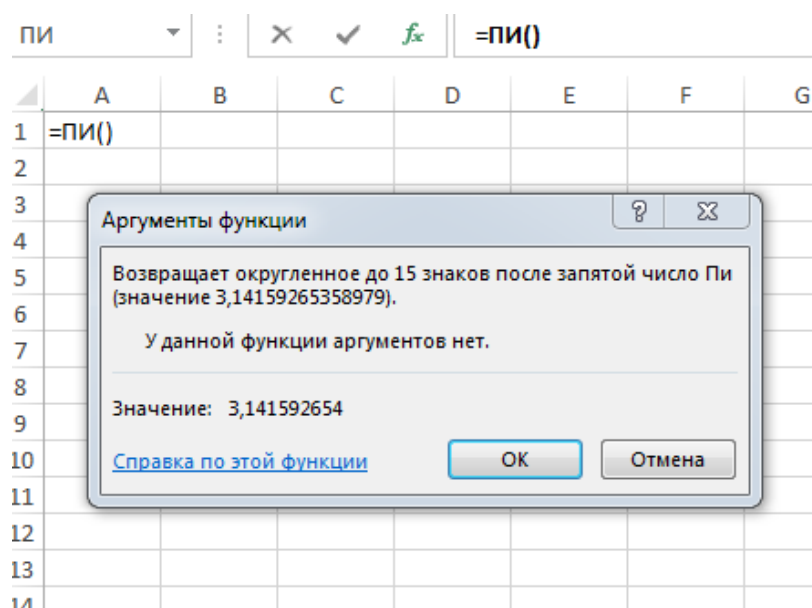 ПИ fx =ПИ()
A B C D E F G
1 =ПИ()
2
3
Аргументы функции
4
5 Возвращает округленное до 15 знаков после запятой число Пи
(значение 3,14159265358979).
6
7 У данной функции аргументов нет.
8
9 Значение: 3,141592654
10 Справка по этой функции ОК Отмена
11
12
13
14